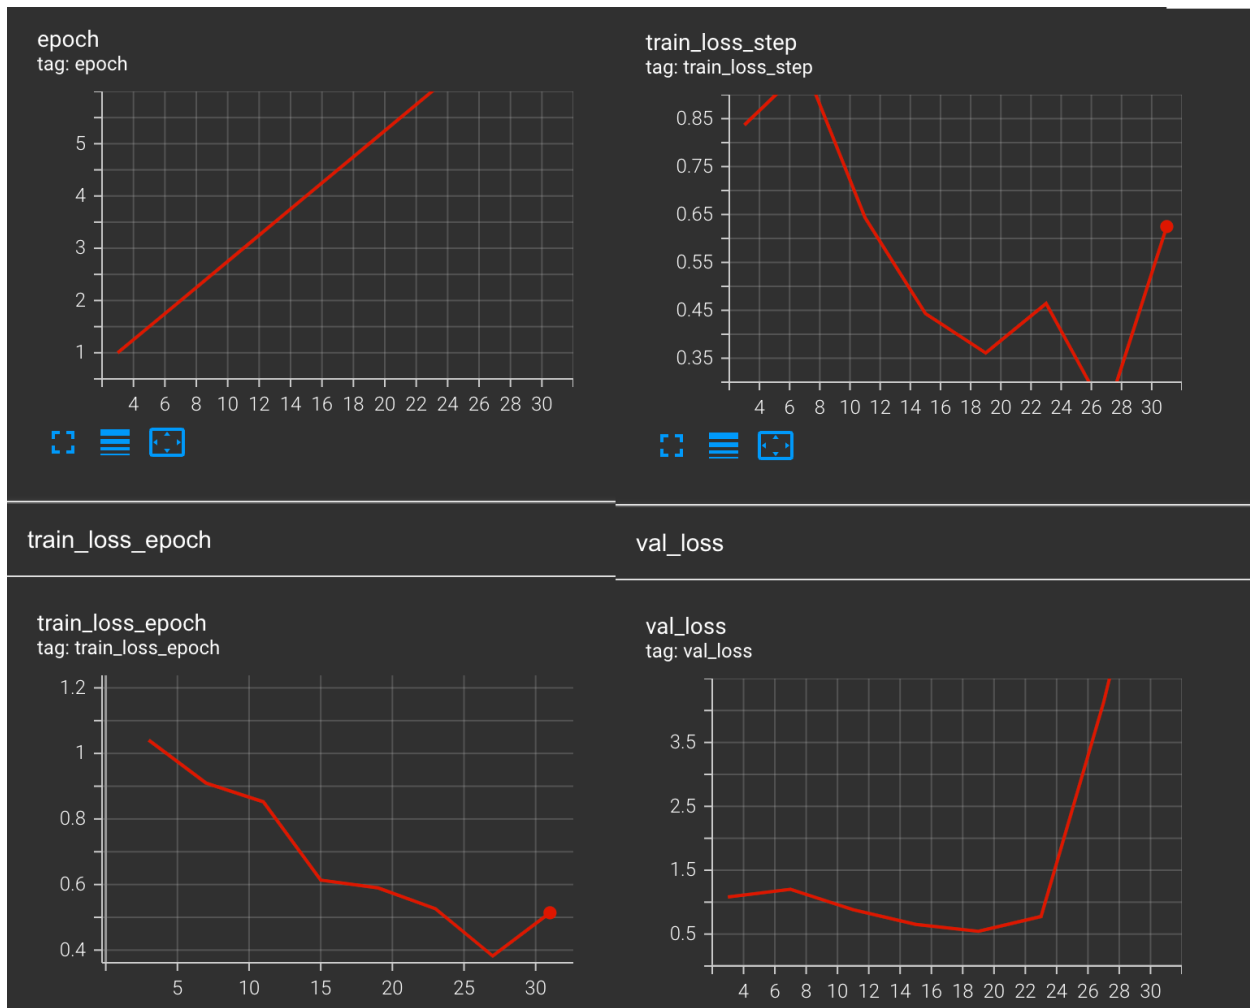 epoch
tag: epoch
5
4
3
2
1
4 6 8 10 12 14 16 18 20 22 24 26 28 30
train_loss_step
tag: train_loss_step
0.85
0.75
0.65
0.55
0.45
0.35
4 6 8 10 12 14 16 18 20 22 24 26 28 30
train_loss_epoch
train_loss_epoch
tag: train_loss_epoch
1.2
1
0.8
0.6
0.4
5 10 15 20 25 30
val_loss
val_loss
tag: val_loss
3.5
2.5
1.5
0.5
4 6 8 10 12 14 16 18 20 22 24 26 28 30